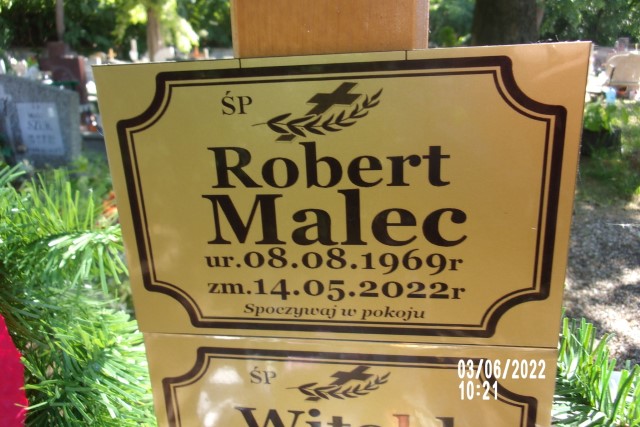 ŚP
Robert
Malec
ur.08.08.1969r
zm.14.05.2022r
Spoczywaj w pokoju
ŚP
03/06/2022
10:21